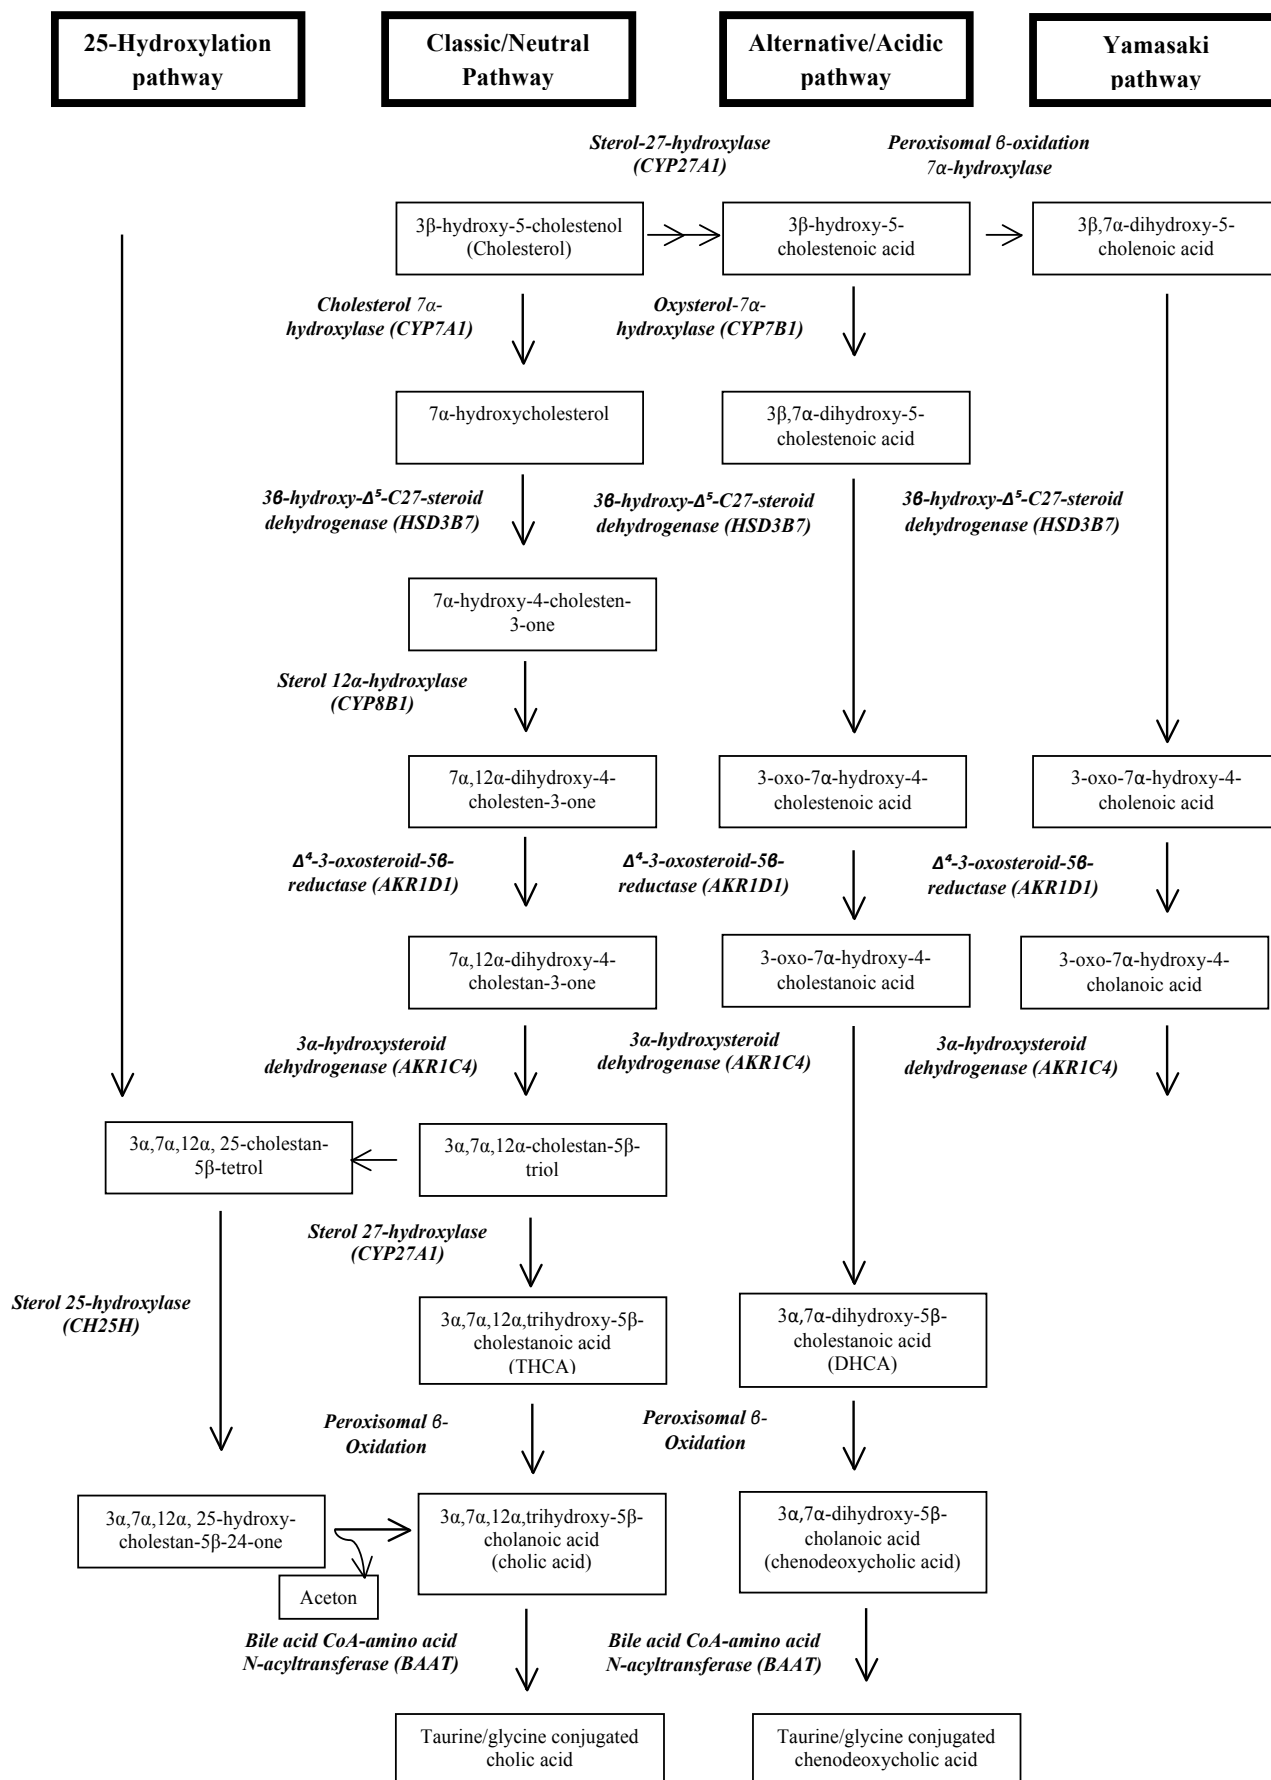 25-Hydroxylation
pathway
Classic/Neutral
Pathway
Alternative/Acidic
pathway
Yamasaki
pathway
Sterol-27-hydroxylase
(CYP27A1)
Peroxisomal β-oxidation
7α-hydroxylase
3β-hydroxy-5-cholestenol
(Cholesterol)
3β-hydroxy-5-
cholestenoic acid
3β,7α-dihydroxy-5-
cholenoic acid
Cholesterol 7α-
hydroxylase (CYP7A1)
Oxysterol-7α-
hydroxylase (CYP7B1)
7α-hydroxycholesterol
3β,7α-dihydroxy-5-
cholestenoic acid
3β-hydroxy-Δ⁵-C27-steroid
dehydrogenase (HSD3B7)
3β-hydroxy-Δ⁵-C27-steroid
dehydrogenase (HSD3B7)
3β-hydroxy-Δ⁵-C27-steroid
dehydrogenase (HSD3B7)
7α-hydroxy-4-cholesten-
3-one
Sterol 12α-hydroxylase
(CYP8B1)
7α,12α-dihydroxy-4-
cholesten-3-one
3-oxo-7α-hydroxy-4-
cholestenoic acid
3-oxo-7α-hydroxy-4-
cholenoic acid
Δ⁴-3-oxosteroid-5β-
reductase (AKR1D1)
Δ⁴-3-oxosteroid-5β-
reductase (AKR1D1)
Δ⁴-3-oxosteroid-5β-
reductase (AKR1D1)
7α,12α-dihydroxy-4-
cholestan-3-one
3-oxo-7α-hydroxy-4-
cholestanoic acid
3-oxo-7α-hydroxy-4-
cholanoic acid
3α-hydroxysteroid
dehydrogenase (AKR1C4)
3α-hydroxysteroid
dehydrogenase (AKR1C4)
3α-hydroxysteroid
dehydrogenase (AKR1C4)
3α,7α,12α, 25-cholestan-
5β-tetrol
3α,7α,12α-cholestan-5β-
triol
Sterol 27-hydroxylase
(CYP27A1)
Sterol 25-hydroxylase
(CH25H)
3α,7α,12α,trihydroxy-5β-
cholestanoic acid
(THCA)
3α,7α-dihydroxy-5β-
cholestanoic acid
(DHCA)
Peroxisomal β-
Oxidation
Peroxisomal β-
Oxidation
3α,7α,12α, 25-hydroxy-
cholestan-5β-24-one
3α,7α,12α,trihydroxy-5β-
cholanoic acid
(cholic acid)
3α,7α-dihydroxy-5β-
cholanoic acid
(chenodeoxycholic acid)
Aceton
Bile acid CoA-amino acid
N-acyltransferase (BAAT)
Bile acid CoA-amino acid
N-acyltransferase (BAAT)
Taurine/glycine conjugated
cholic acid
Taurine/glycine conjugated
chenodeoxycholic acid